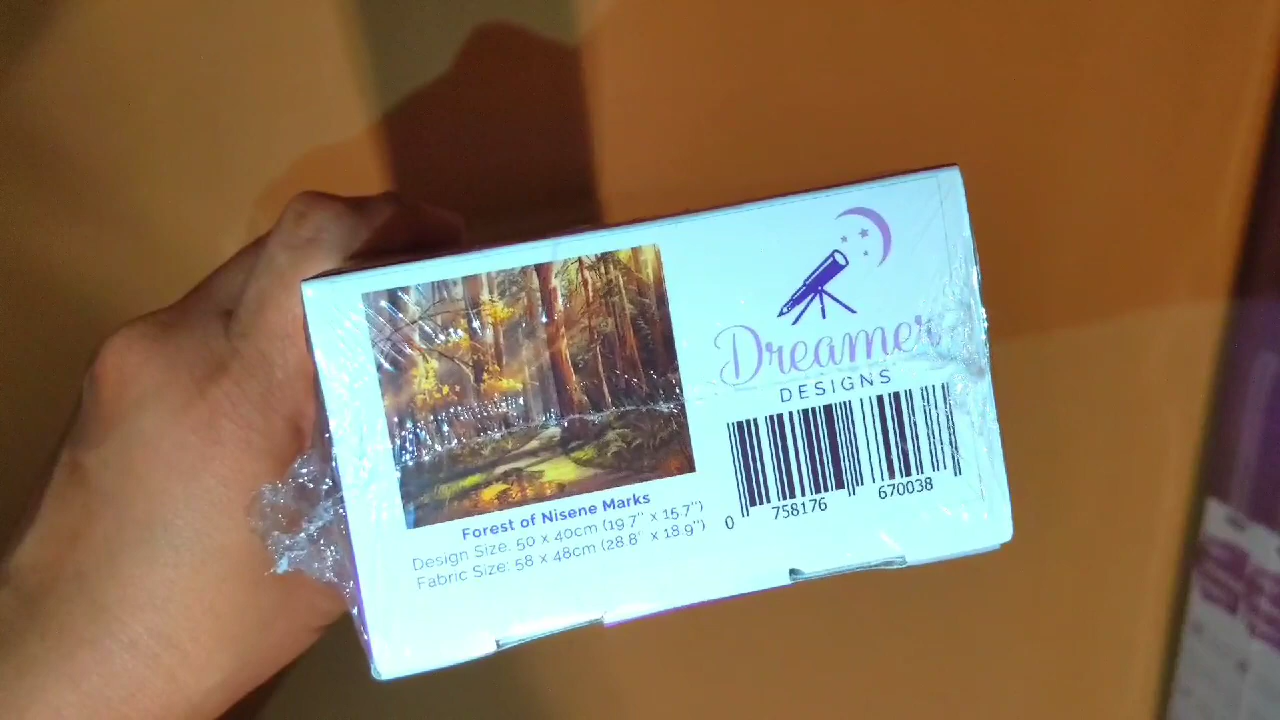 Dreamer
DESIGNS
Forest of Nisene Marks
Design Size: 50 x 40cm (19.7" x 15.7")
Fabric Size: 58 x 48cm (28.8" x 18.9")
0 758176 670038